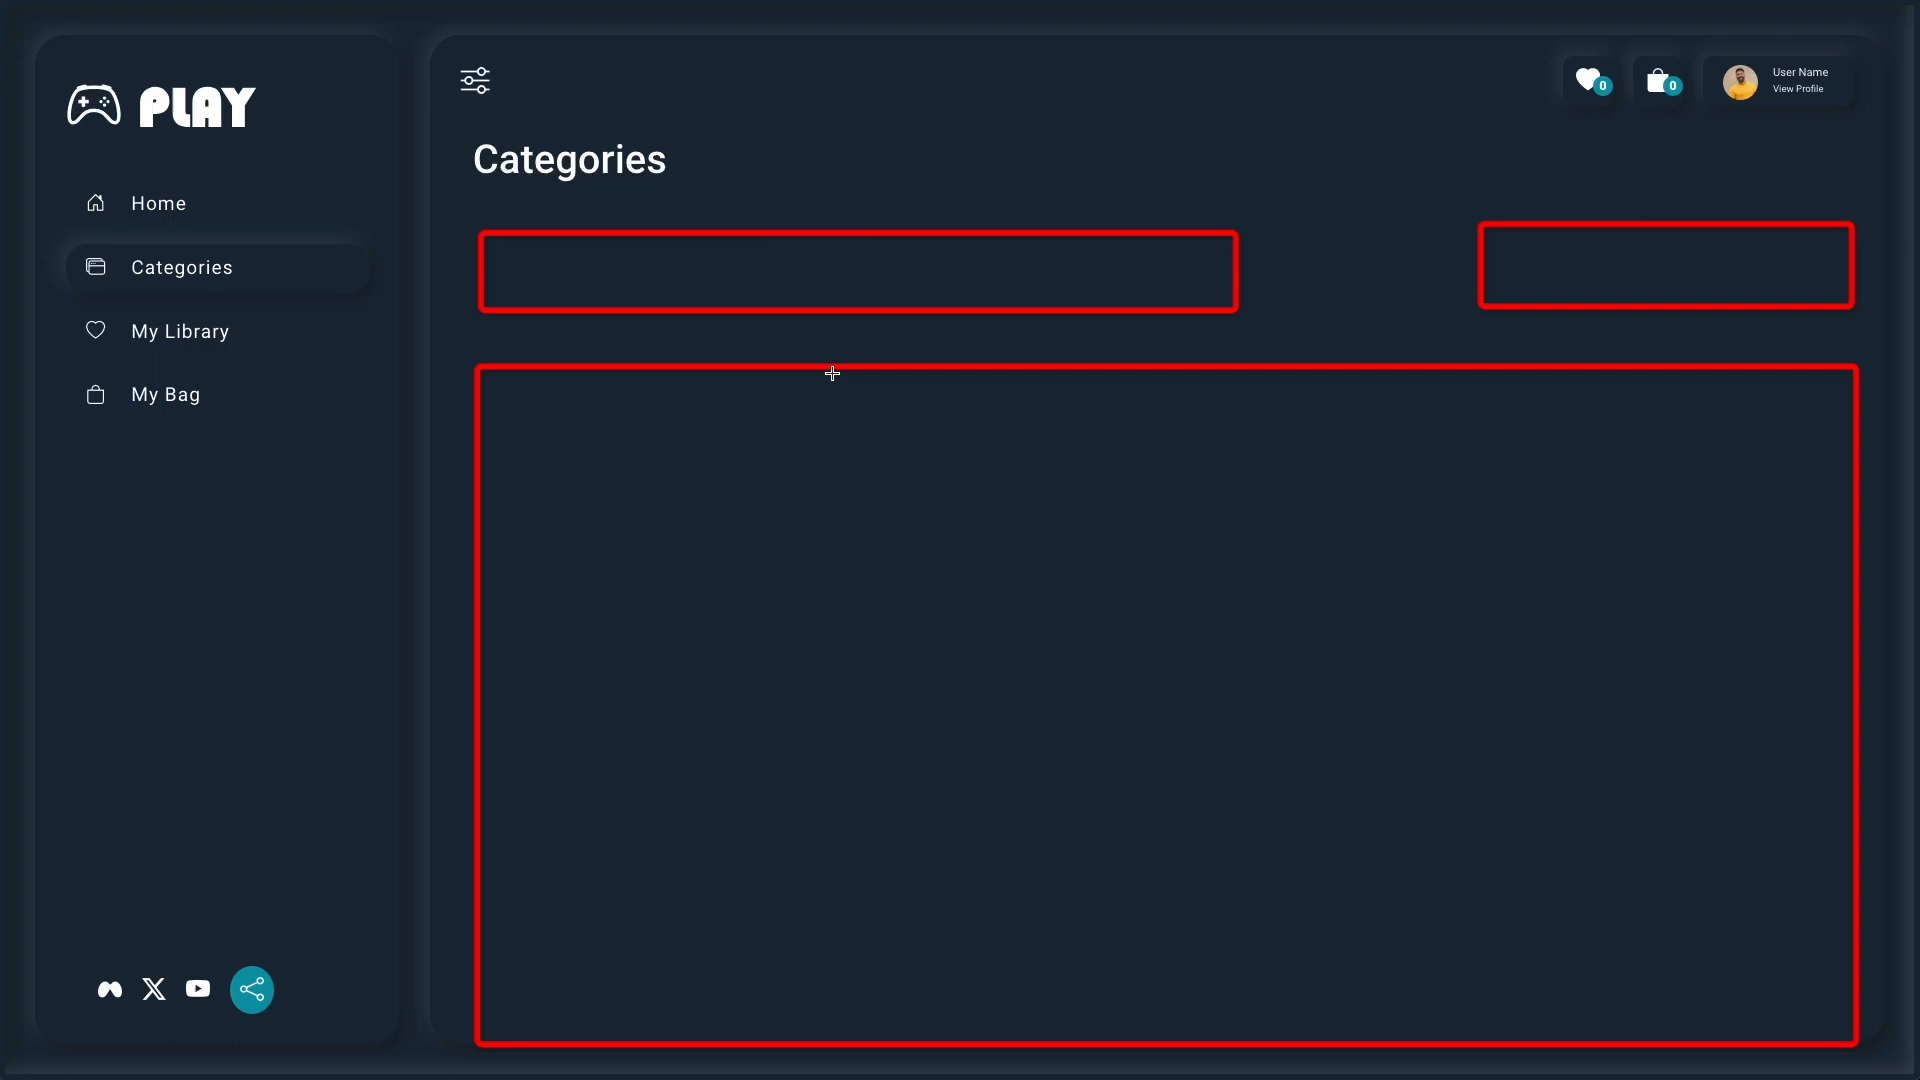 PLAY
Home
Categories
My Library
My Bag
0
0
User Name
View Profile
Categories